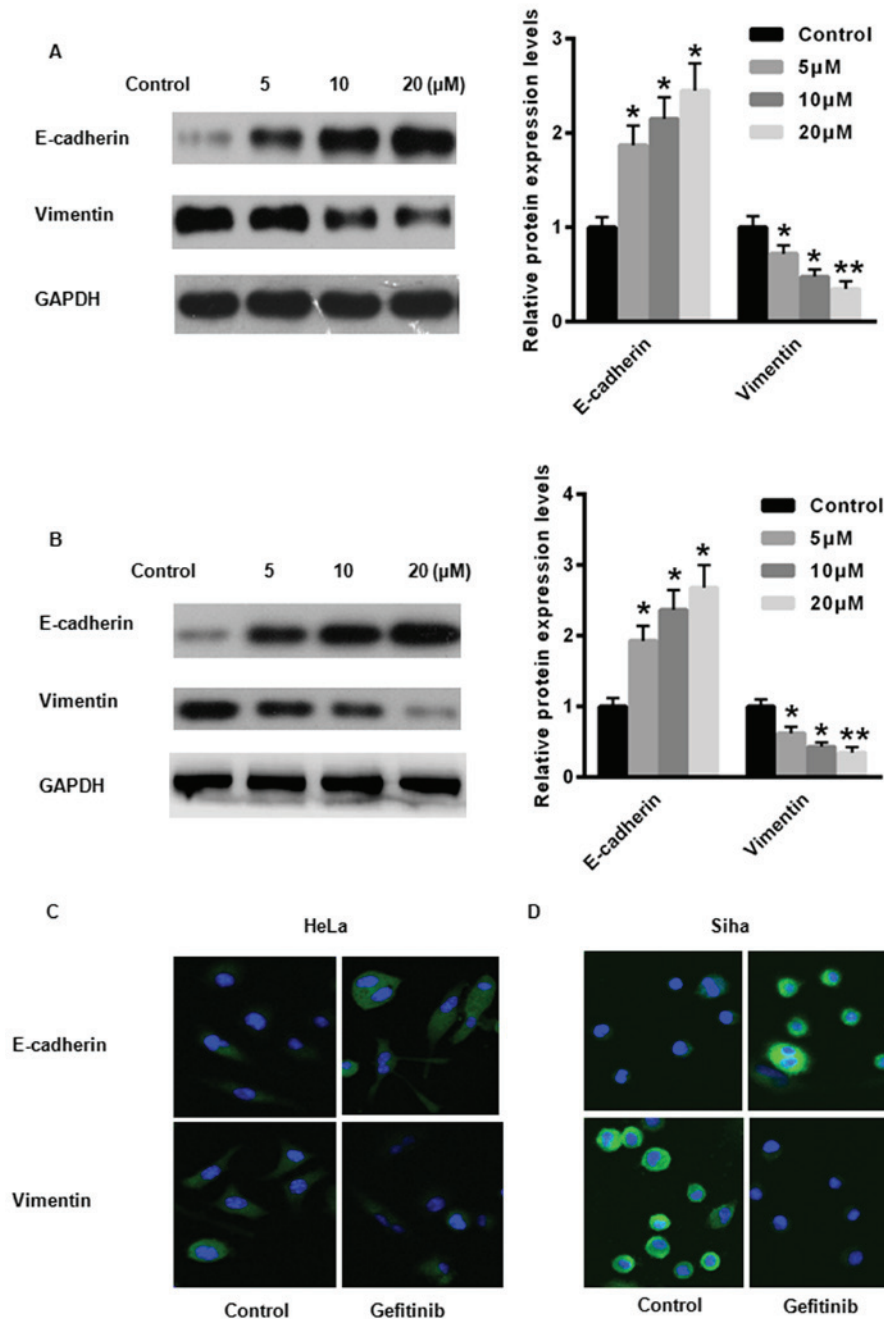 A
Control 5 10 20 (µM)
E-cadherin
Vimentin
GAPDH
Relative protein expression levels
3
2
1
0
* * *
* * **
E-cadherin
Vimentin
Control
5µM
10µM
20µM
B
Control 5 10 20 (µM)
E-cadherin
Vimentin
GAPDH
Relative protein expression levels
4
3
2
1
0
* * *
* * **
E-cadherin
Vimentin
Control
5µM
10µM
20µM
C
HeLa
D
Siha
E-cadherin
Vimentin
Control Gefitinib
Control Gefitinib